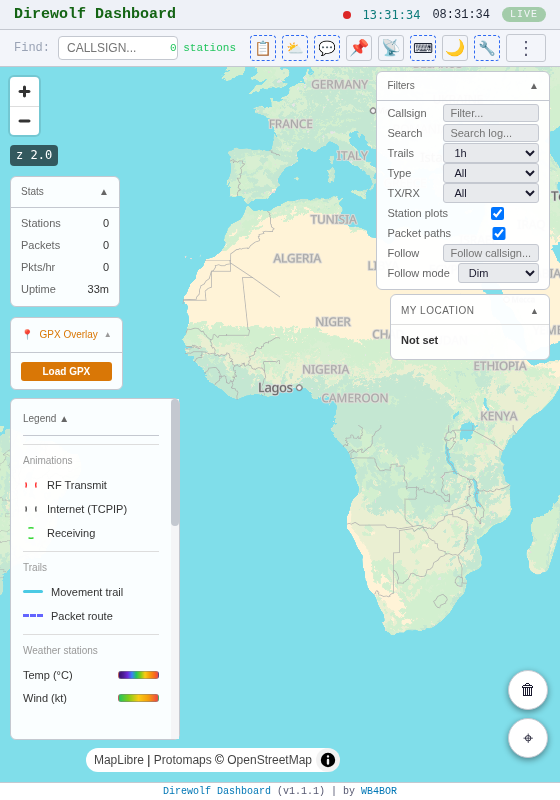 Direwolf Dashboard
13:31:34 08:31:34 LIVE
Find: CALLSIGN... 0 stations
z 2.0
Stats ▲
Stations 0
Packets 0
Pkts/hr 0
Uptime 33m
GPX Overlay ▲
Load GPX
Legend ▲
Animations
RF Transmit
Internet (TCPIP)
Receiving
Trails
Movement trail
Packet route
Weather stations
Temp (°C)
Wind (kt)
Filters ▲
Callsign Filter...
Search Search log...
Trails 1h
Type All
TX/RX All
Station plots
Packet paths
Follow Follow callsign...
Follow mode Dim
MY LOCATION ▲
Not set
GERMANY
FRANCE
ITALY
TUNISIA
ALGERIA
NIGER
NIGERIA
ETHIOPIA
Lagos
CAMEROON
KENYA
MapLibre | Protomaps © OpenStreetMap
Direwolf Dashboard (v1.1.1) | by WB4BOR